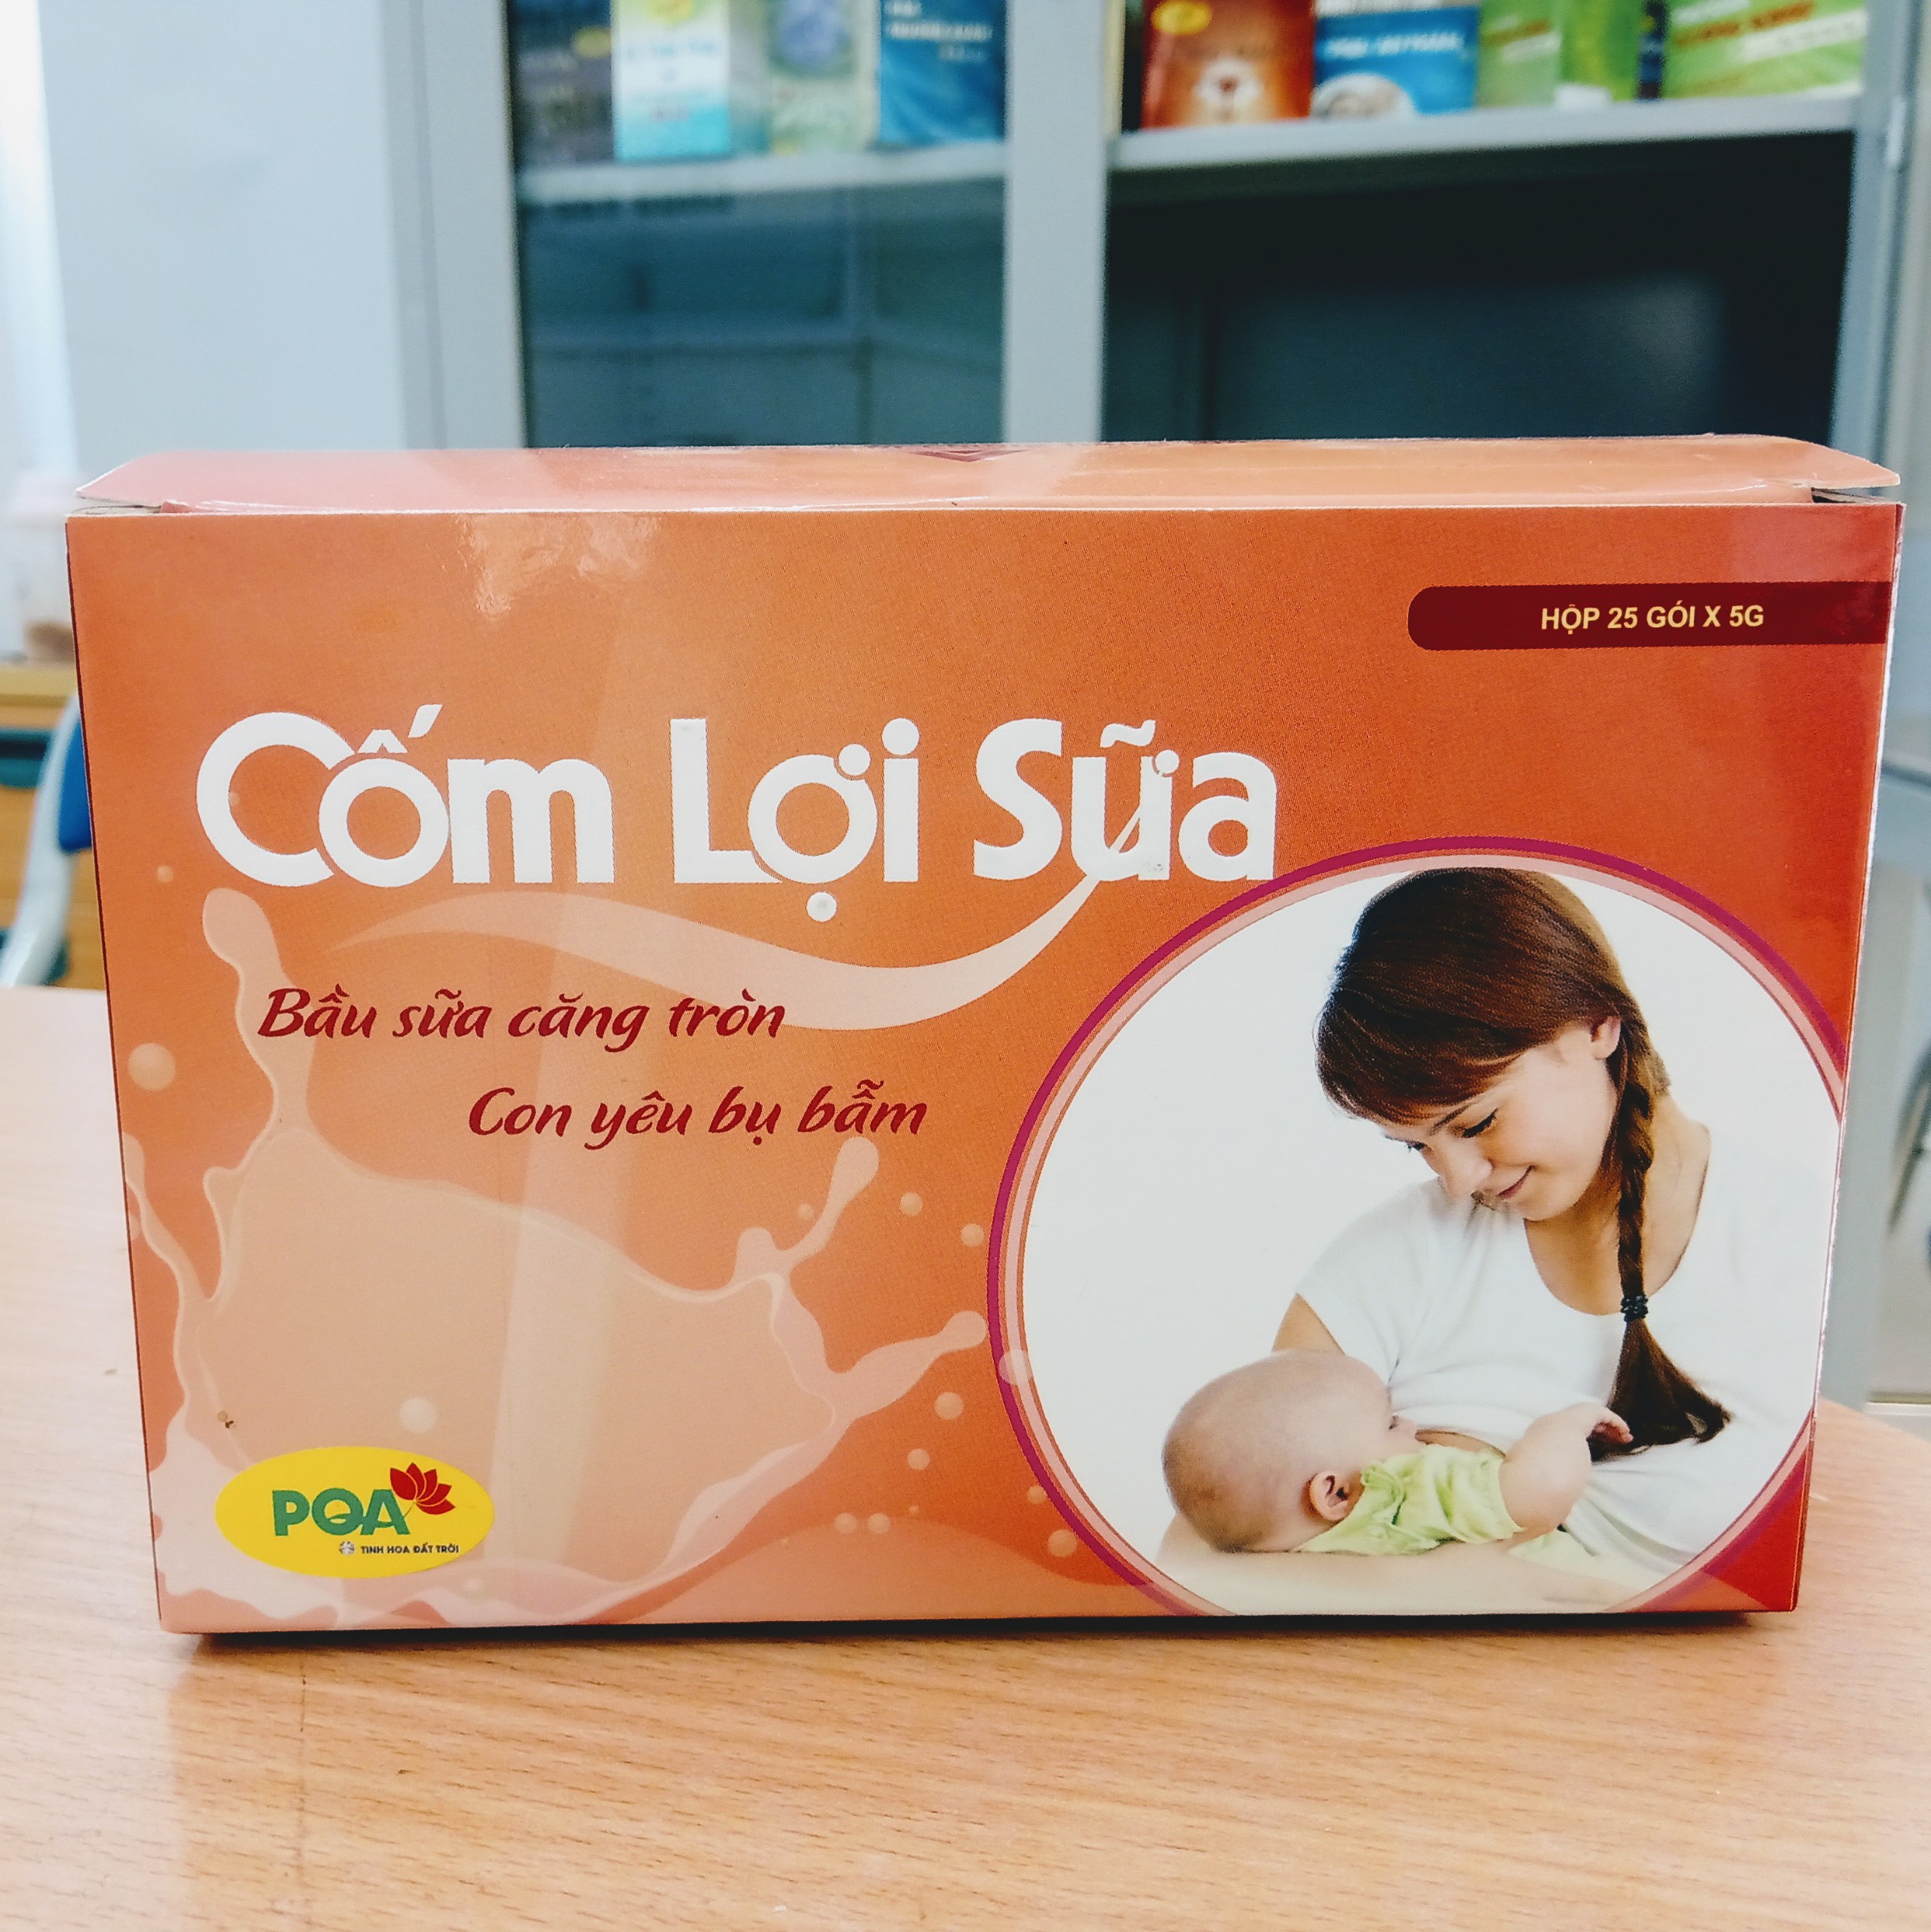 HỘP 25 GÓI X 5G
Cốm Lợi Sữa
Bầu sữa căng tròn
Con yêu bụ bẫm
PQA
TINH HOA ĐẤT TRỜI